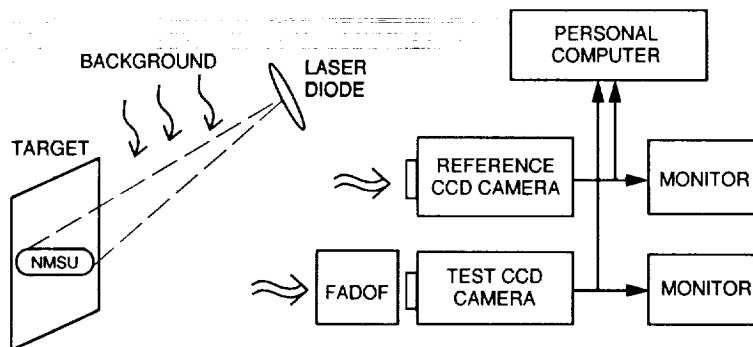 PERSONAL
COMPUTER
BACKGROUND
LASER
DIODE
TARGET
NMSU
REFERENCE
CCD CAMERA
MONITOR
FADOF
TEST CCD
CAMERA
MONITOR